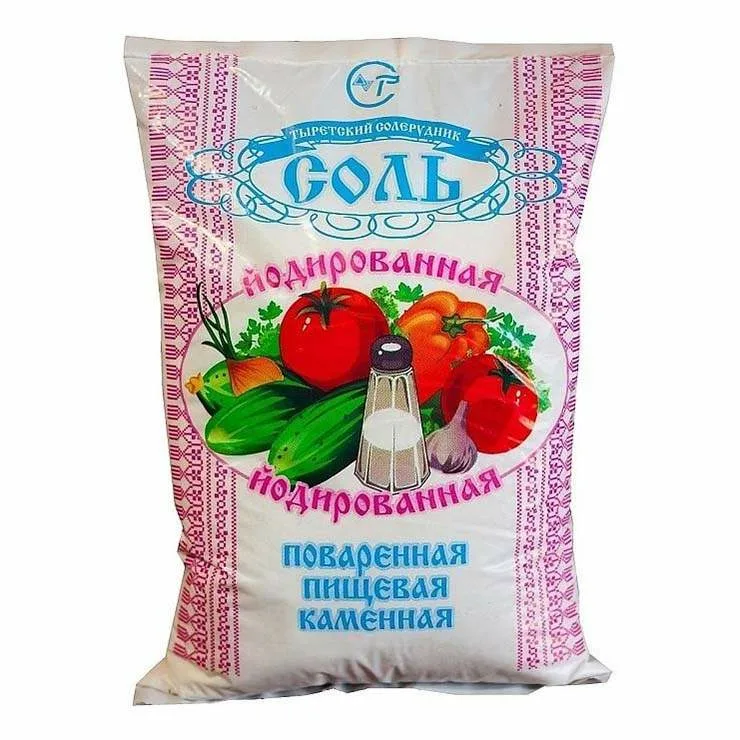 ТЫРЕТСКИЙ СОЛЕРУДНИК
СОЛЬ
ЙОДИРОВАННАЯ
ЙОДИРОВАННАЯ
ПОВАРЕННАЯ
ПИЩЕВАЯ
КАМЕННАЯ